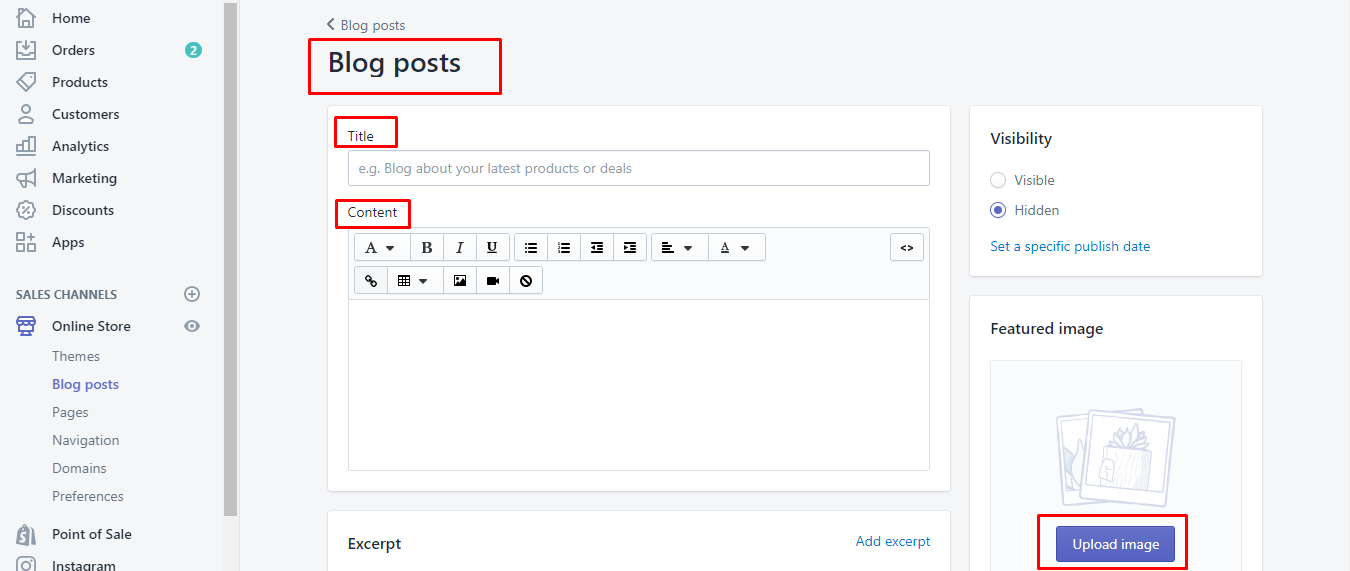 Home
Orders 2
Products
Customers
Analytics
Marketing
Discounts
Apps
SALES CHANNELS
Online Store
Themes
Blog posts
Pages
Navigation
Domains
Preferences
Point of Sale
Instagram
Blog posts
Blog posts
Title
e.g. Blog about your latest products or deals
Content
A B I U A <>
Excerpt Add excerpt
Visibility
Visible
Hidden
Set a specific publish date
Featured image
Upload image